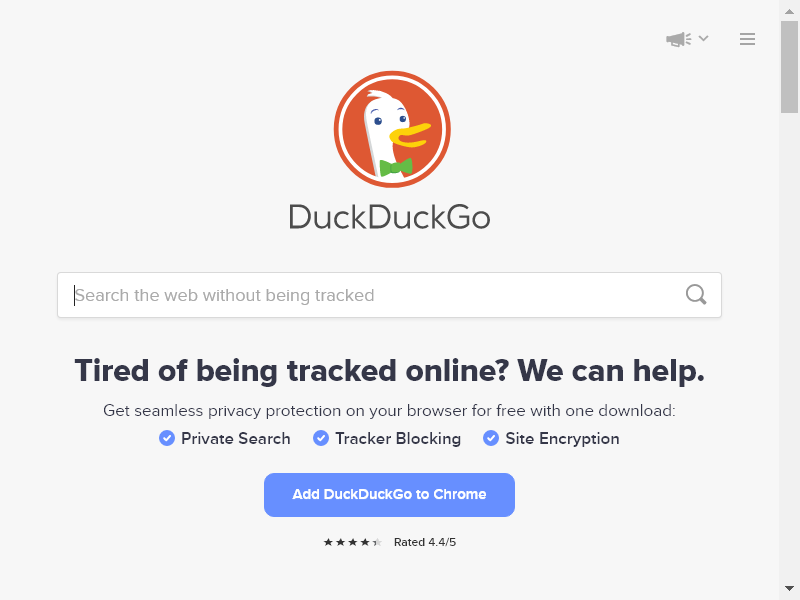 DuckDuckGo
Search the web without being tracked
Tired of being tracked online? We can help.
Get seamless privacy protection on your browser for free with one download:
Private Search Tracker Blocking Site Encryption
Add DuckDuckGo to Chrome
Rated 4.4/5